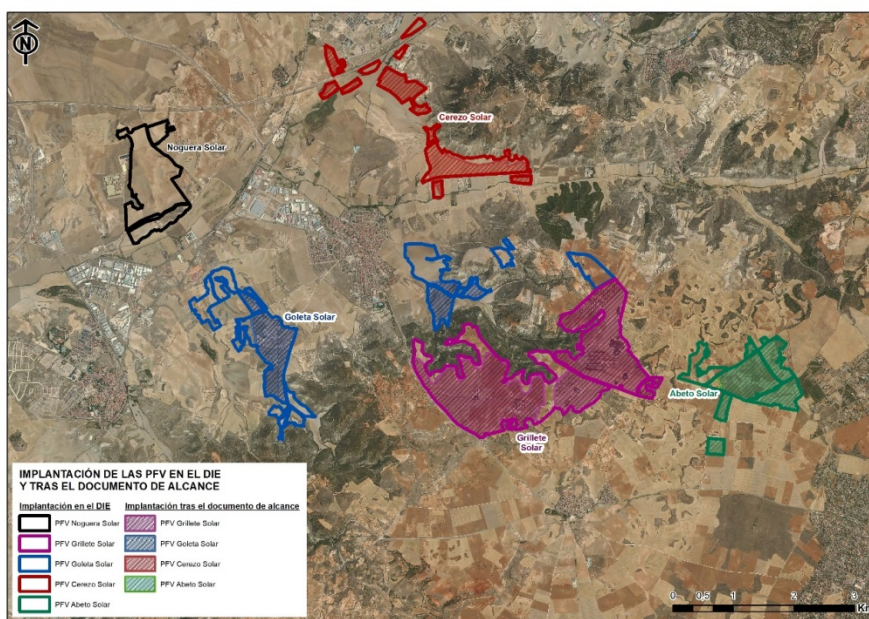 N
Cerezo Solar
Noguera Solar
Goleta Solar
Abeto Solar
Grillete
Solar
IMPLANTACIÓN DE LAS PFV EN EL DIE
Y TRAS EL DOCUMENTO DE ALCANCE
Implantación en el DIE Implantación tras el documento de alcance
PFV Noguera Solar PFV Grillete Solar
PFV Grillete Solar PFV Goleta Solar
PFV Goleta Solar PFV Cerezo Solar
PFV Cerezo Solar PFV Abeto Solar
PFV Abeto Solar
0 0,5 1 2 3
Km